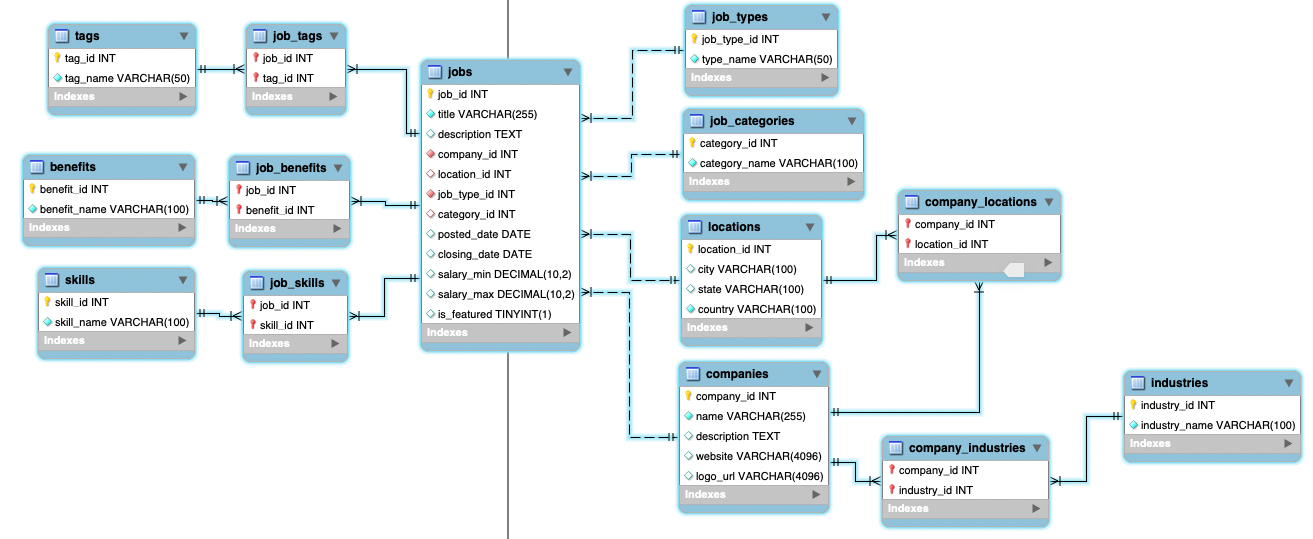 tags
tag_id INT
tag_name VARCHAR(50)
Indexes
job_tags
job_id INT
tag_id INT
Indexes
benefits
benefit_id INT
benefit_name VARCHAR(100)
Indexes
job_benefits
job_id INT
benefit_id INT
Indexes
skills
skill_id INT
skill_name VARCHAR(100)
Indexes
job_skills
job_id INT
skill_id INT
Indexes
jobs
job_id INT
title VARCHAR(255)
description TEXT
company_id INT
location_id INT
job_type_id INT
category_id INT
posted_date DATE
closing_date DATE
salary_min DECIMAL(10,2)
salary_max DECIMAL(10,2)
is_featured TINYINT(1)
Indexes
job_types
job_type_id INT
type_name VARCHAR(50)
Indexes
job_categories
category_id INT
category_name VARCHAR(100)
Indexes
locations
location_id INT
city VARCHAR(100)
state VARCHAR(100)
country VARCHAR(100)
Indexes
companies
company_id INT
name VARCHAR(255)
description TEXT
website VARCHAR(4096)
logo_url VARCHAR(4096)
Indexes
company_locations
company_id INT
location_id INT
Indexes
company_industries
company_id INT
industry_id INT
Indexes
industries
industry_id INT
industry_name VARCHAR(100)
Indexes